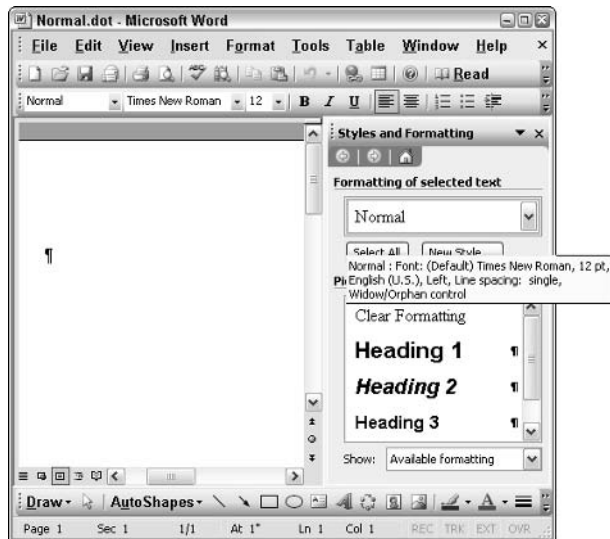 Normal.dot - Microsoft Word
File Edit View Insert Format Tools Table Window Help
Read
Normal Times New Roman 12 B I U
Styles and Formatting
Formatting of selected text
Normal
¶
Select All New Style...
Normal : Font: (Default) Times New Roman, 12 pt,
English (U.S.), Left, Line spacing: single,
Widow/Orphan control
Clear Formatting
Heading 1 ¶
Heading 2 ¶
Heading 3 ¶
Show: Available formatting
Draw AutoShapes
Page 1 Sec 1 1/1 At 1" Ln 1 Col 1 REC TRK EXT OVR